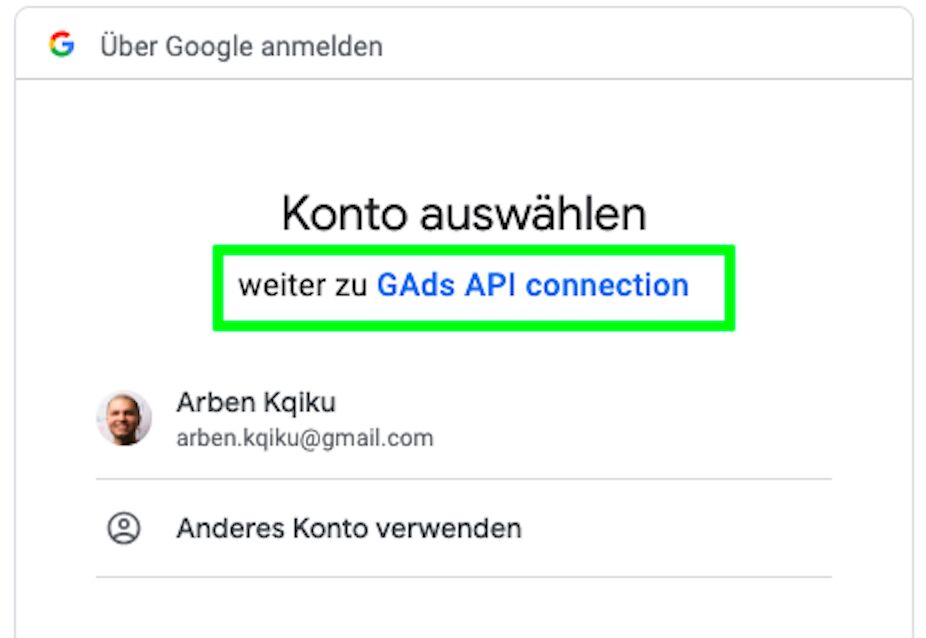 Über Google anmelden
Konto auswählen
weiter zu GAds API connection
Arben Kqiku
arben.kqiku@gmail.com
Anderes Konto verwenden